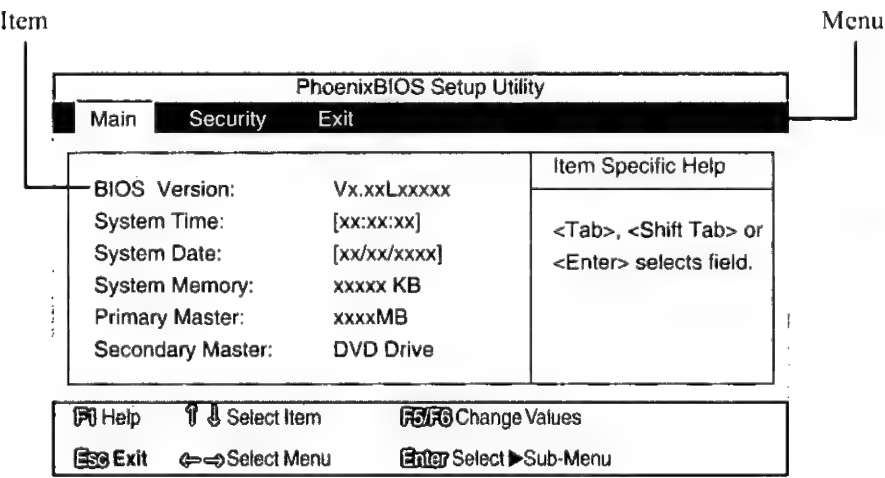 Item
Menu
PhoenixBIOS Setup Utility
Main Security Exit
BIOS Version: Vx.xxLxxxxx
System Time: [xx:xx:xx]
System Date: [xx/xx/xxxx]
System Memory: xxxxx KB
Primary Master: xxxxMB
Secondary Master: DVD Drive
Item Specific Help
<Tab>, <Shift Tab> or
<Enter> selects field.
F1 Help ⇑ ⇓ Select Item F5/F6 Change Values
Esc Exit ⇐ ⇒ Select Menu Enter Select ▶Sub-Menu